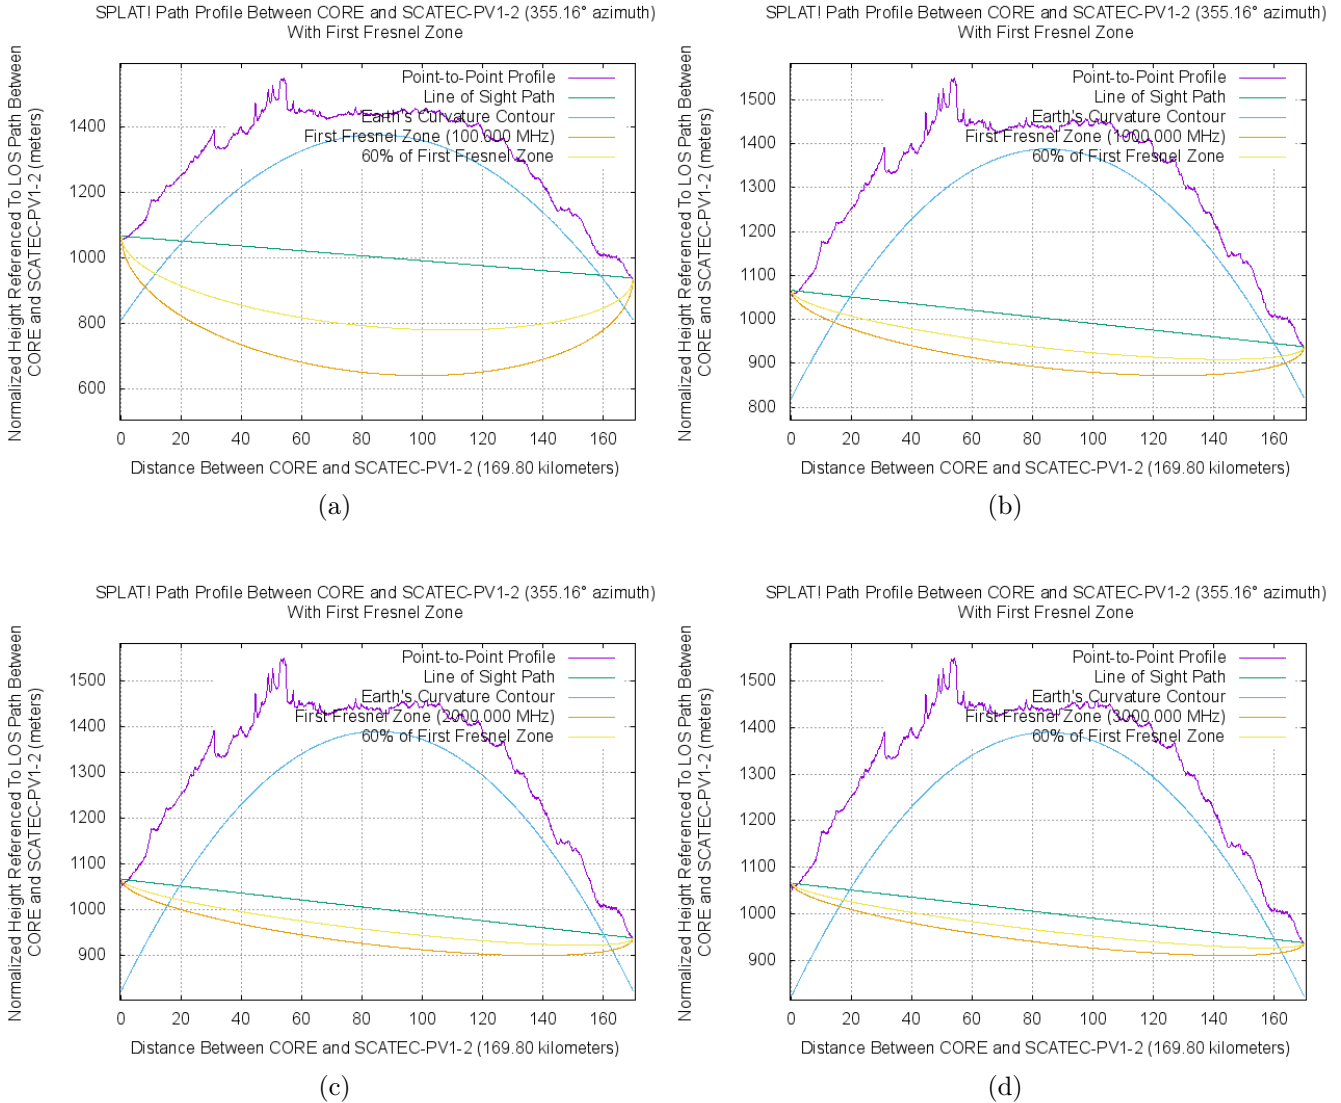 SPLAT! Path Profile Between CORE and SCATEC-PV1-2 (355.16° azimuth)
With First Fresnel Zone
Normalized Height Referenced To LOS Path Between
CORE and SCATEC-PV1-2 (meters)
Point-to-Point Profile
Line of Sight Path
Earth's Curvature Contour
First Fresnel Zone (100.000 MHz)
60% of First Fresnel Zone
1400
1200
1000
800
600
0 20 40 60 80 100 120 140 160
Distance Between CORE and SCATEC-PV1-2 (169.80 kilometers)
(a)
SPLAT! Path Profile Between CORE and SCATEC-PV1-2 (355.16° azimuth)
With First Fresnel Zone
Normalized Height Referenced To LOS Path Between
CORE and SCATEC-PV1-2 (meters)
Point-to-Point Profile
Line of Sight Path
Earth's Curvature Contour
First Fresnel Zone (1000.000 MHz)
60% of First Fresnel Zone
1500
1400
1300
1200
1100
1000
900
800
0 20 40 60 80 100 120 140 160
Distance Between CORE and SCATEC-PV1-2 (169.80 kilometers)
(b)
SPLAT! Path Profile Between CORE and SCATEC-PV1-2 (355.16° azimuth)
With First Fresnel Zone
Normalized Height Referenced To LOS Path Between
CORE and SCATEC-PV1-2 (meters)
Point-to-Point Profile
Line of Sight Path
Earth's Curvature Contour
First Fresnel Zone (2000.000 MHz)
60% of First Fresnel Zone
1500
1400
1300
1200
1100
1000
900
0 20 40 60 80 100 120 140 160
Distance Between CORE and SCATEC-PV1-2 (169.80 kilometers)
(c)
SPLAT! Path Profile Between CORE and SCATEC-PV1-2 (355.16° azimuth)
With First Fresnel Zone
Normalized Height Referenced To LOS Path Between
CORE and SCATEC-PV1-2 (meters)
Point-to-Point Profile
Line of Sight Path
Earth's Curvature Contour
First Fresnel Zone (3000.000 MHz)
60% of First Fresnel Zone
1500
1400
1300
1200
1100
1000
900
0 20 40 60 80 100 120 140 160
Distance Between CORE and SCATEC-PV1-2 (169.80 kilometers)
(d)